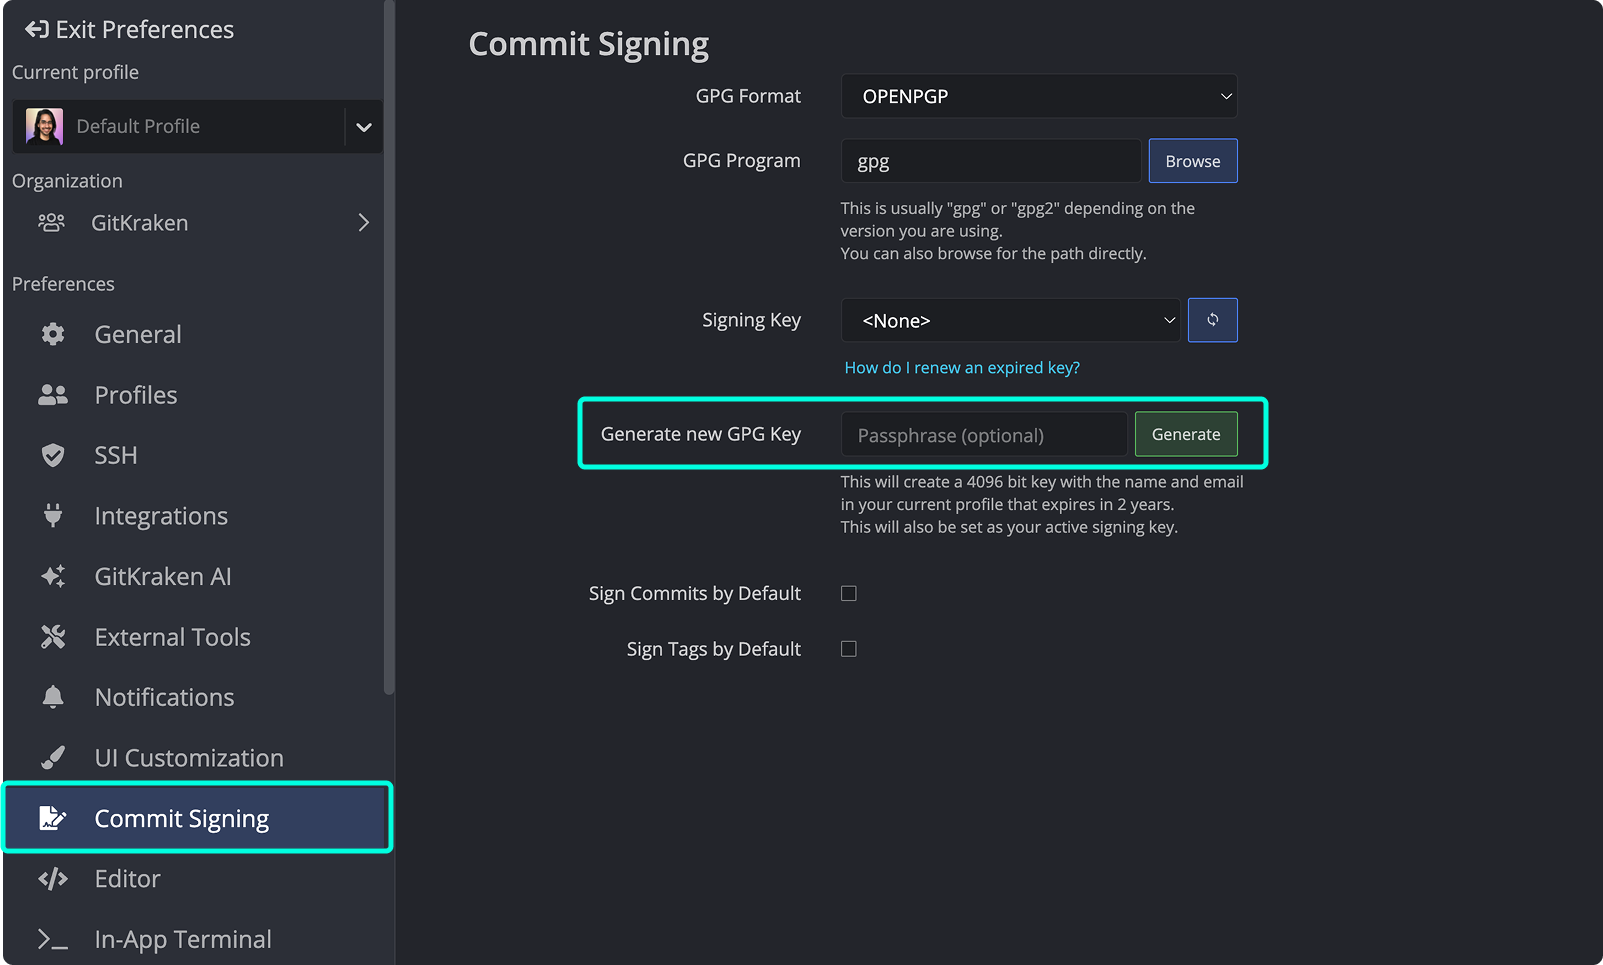 Exit Preferences
Current profile
Default Profile
Organization
GitKraken
Preferences
General
Profiles
SSH
Integrations
GitKraken AI
External Tools
Notifications
UI Customization
Commit Signing
Editor
In-App Terminal
Commit Signing
GPG Format
OPENPGP
GPG Program
gpg
Browse
This is usually "gpg" or "gpg2" depending on the
version you are using.
You can also browse for the path directly.
Signing Key
<None>
How do I renew an expired key?
Generate new GPG Key
Passphrase (optional)
Generate
This will create a 4096 bit key with the name and email
in your current profile that expires in 2 years.
This will also be set as your active signing key.
Sign Commits by Default
Sign Tags by Default